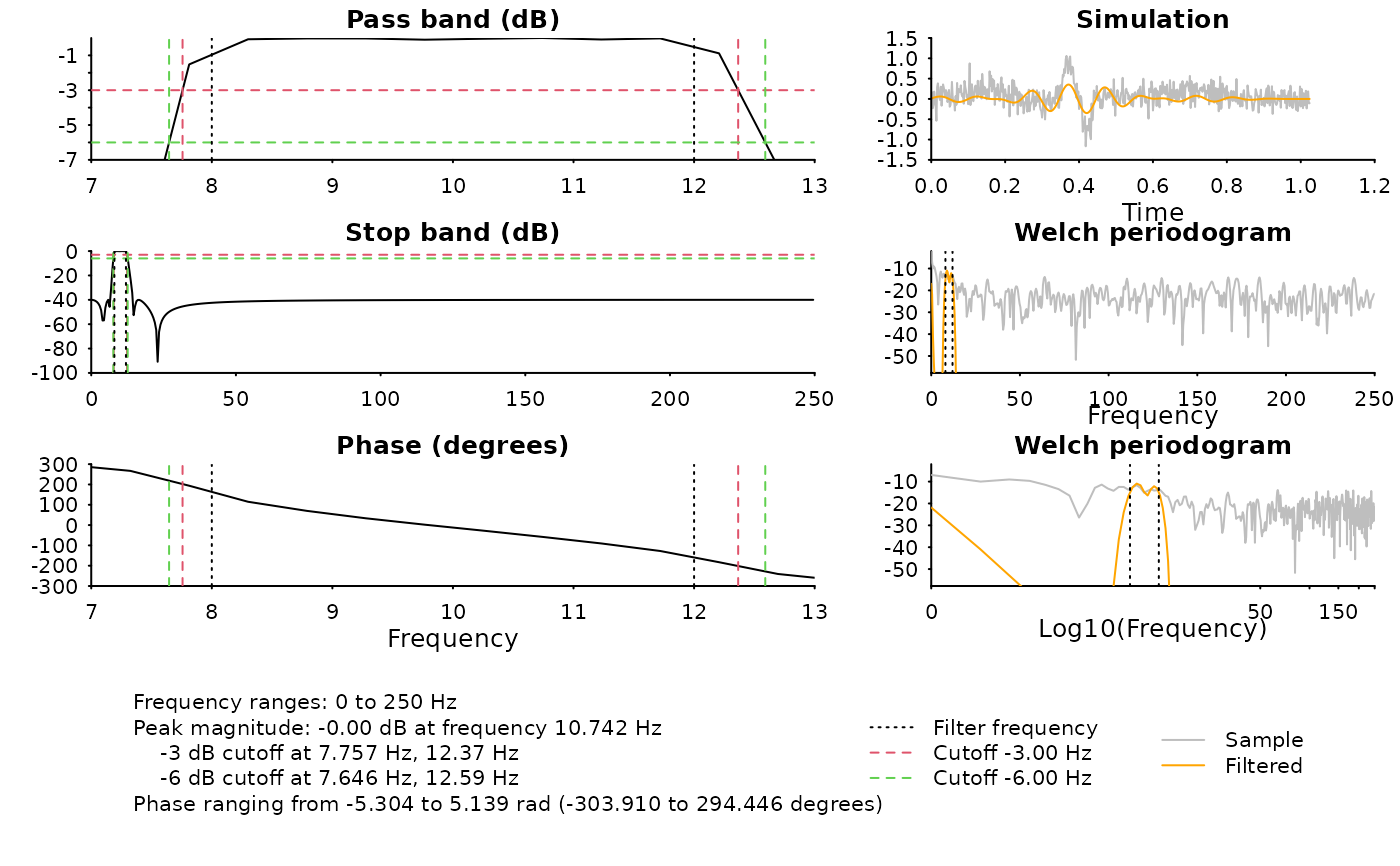 Pass band (dB)
-1
-3
-5
-7
7 8 9 10 11 12 13
Simulation
1.5
1.0
0.5
0.0
-0.5
-1.0
-1.5
0.0 0.2 0.4 0.6 0.8 1.0 1.2
Time
Stop band (dB)
0
-20
-40
-60
-80
-100
0 50 100 150 200 250
Welch periodogram
-10
-20
-30
-40
-50
0 50 100 150 200 250
Frequency
Phase (degrees)
300
200
100
0
-100
-200
-300
7 8 9 10 11 12 13
Frequency
Welch periodogram
-10
-20
-30
-40
-50
0 50 150
Log10(Frequency)
Frequency ranges: 0 to 250 Hz
Peak magnitude: -0.00 dB at frequency 10.742 Hz
-3 dB cutoff at 7.757 Hz, 12.37 Hz
-6 dB cutoff at 7.646 Hz, 12.59 Hz
Phase ranging from -5.304 to 5.139 rad (-303.910 to 294.446 degrees)
Filter frequency
Cutoff -3.00 Hz
Cutoff -6.00 Hz
Sample
Filtered